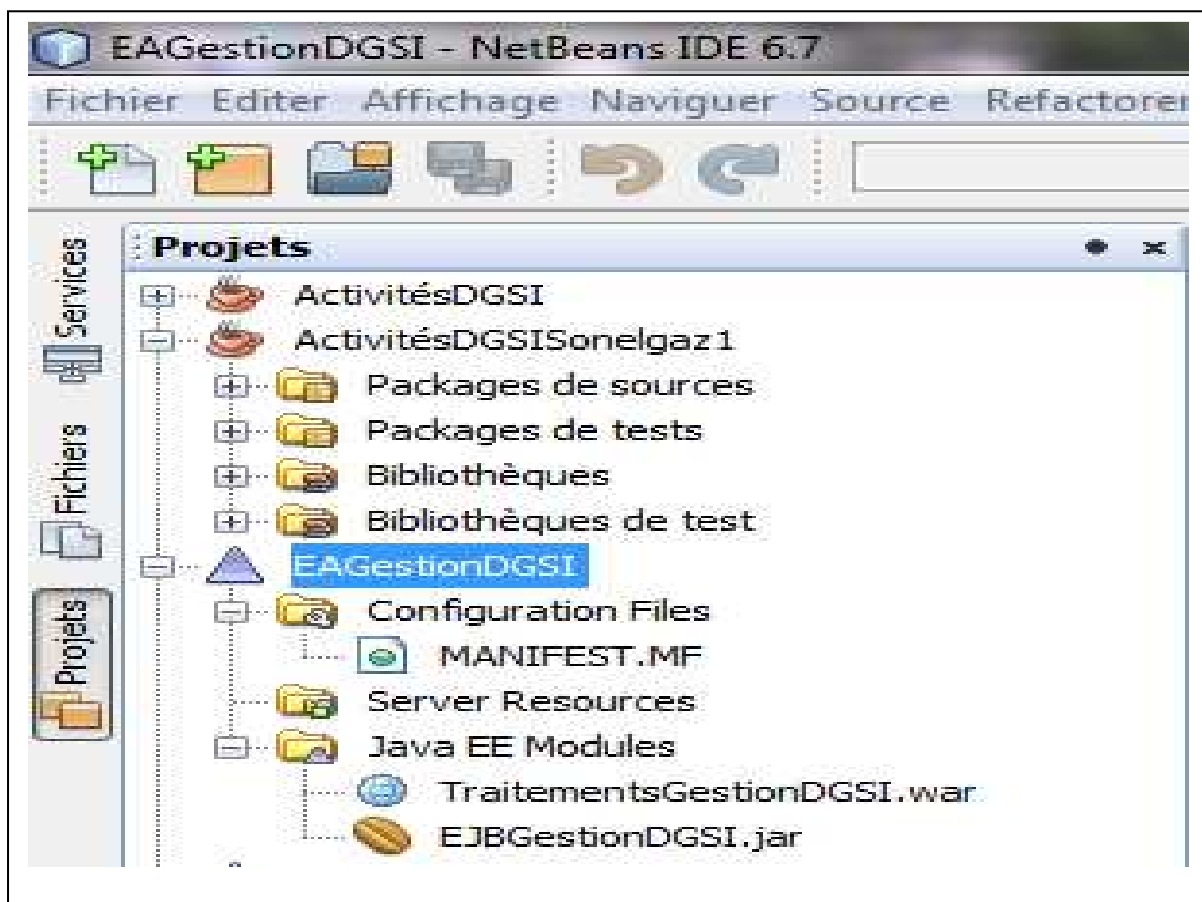 EAGestionDGSI - NetBeans IDE 6.7
Fichier Editer Affichage Naviguer Source Refactorer
Services
Fichiers
Projets
Projets
ActivitésDGSI
ActivitésDGSISonelgaz1
Packages de sources
Packages de tests
Bibliothèques
Bibliothèques de test
EAGestionDGSI
Configuration Files
MANIFEST.MF
Server Resources
Java EE Modules
TraitementsGestionDGSI.war
EJBGestionDGSI.jar